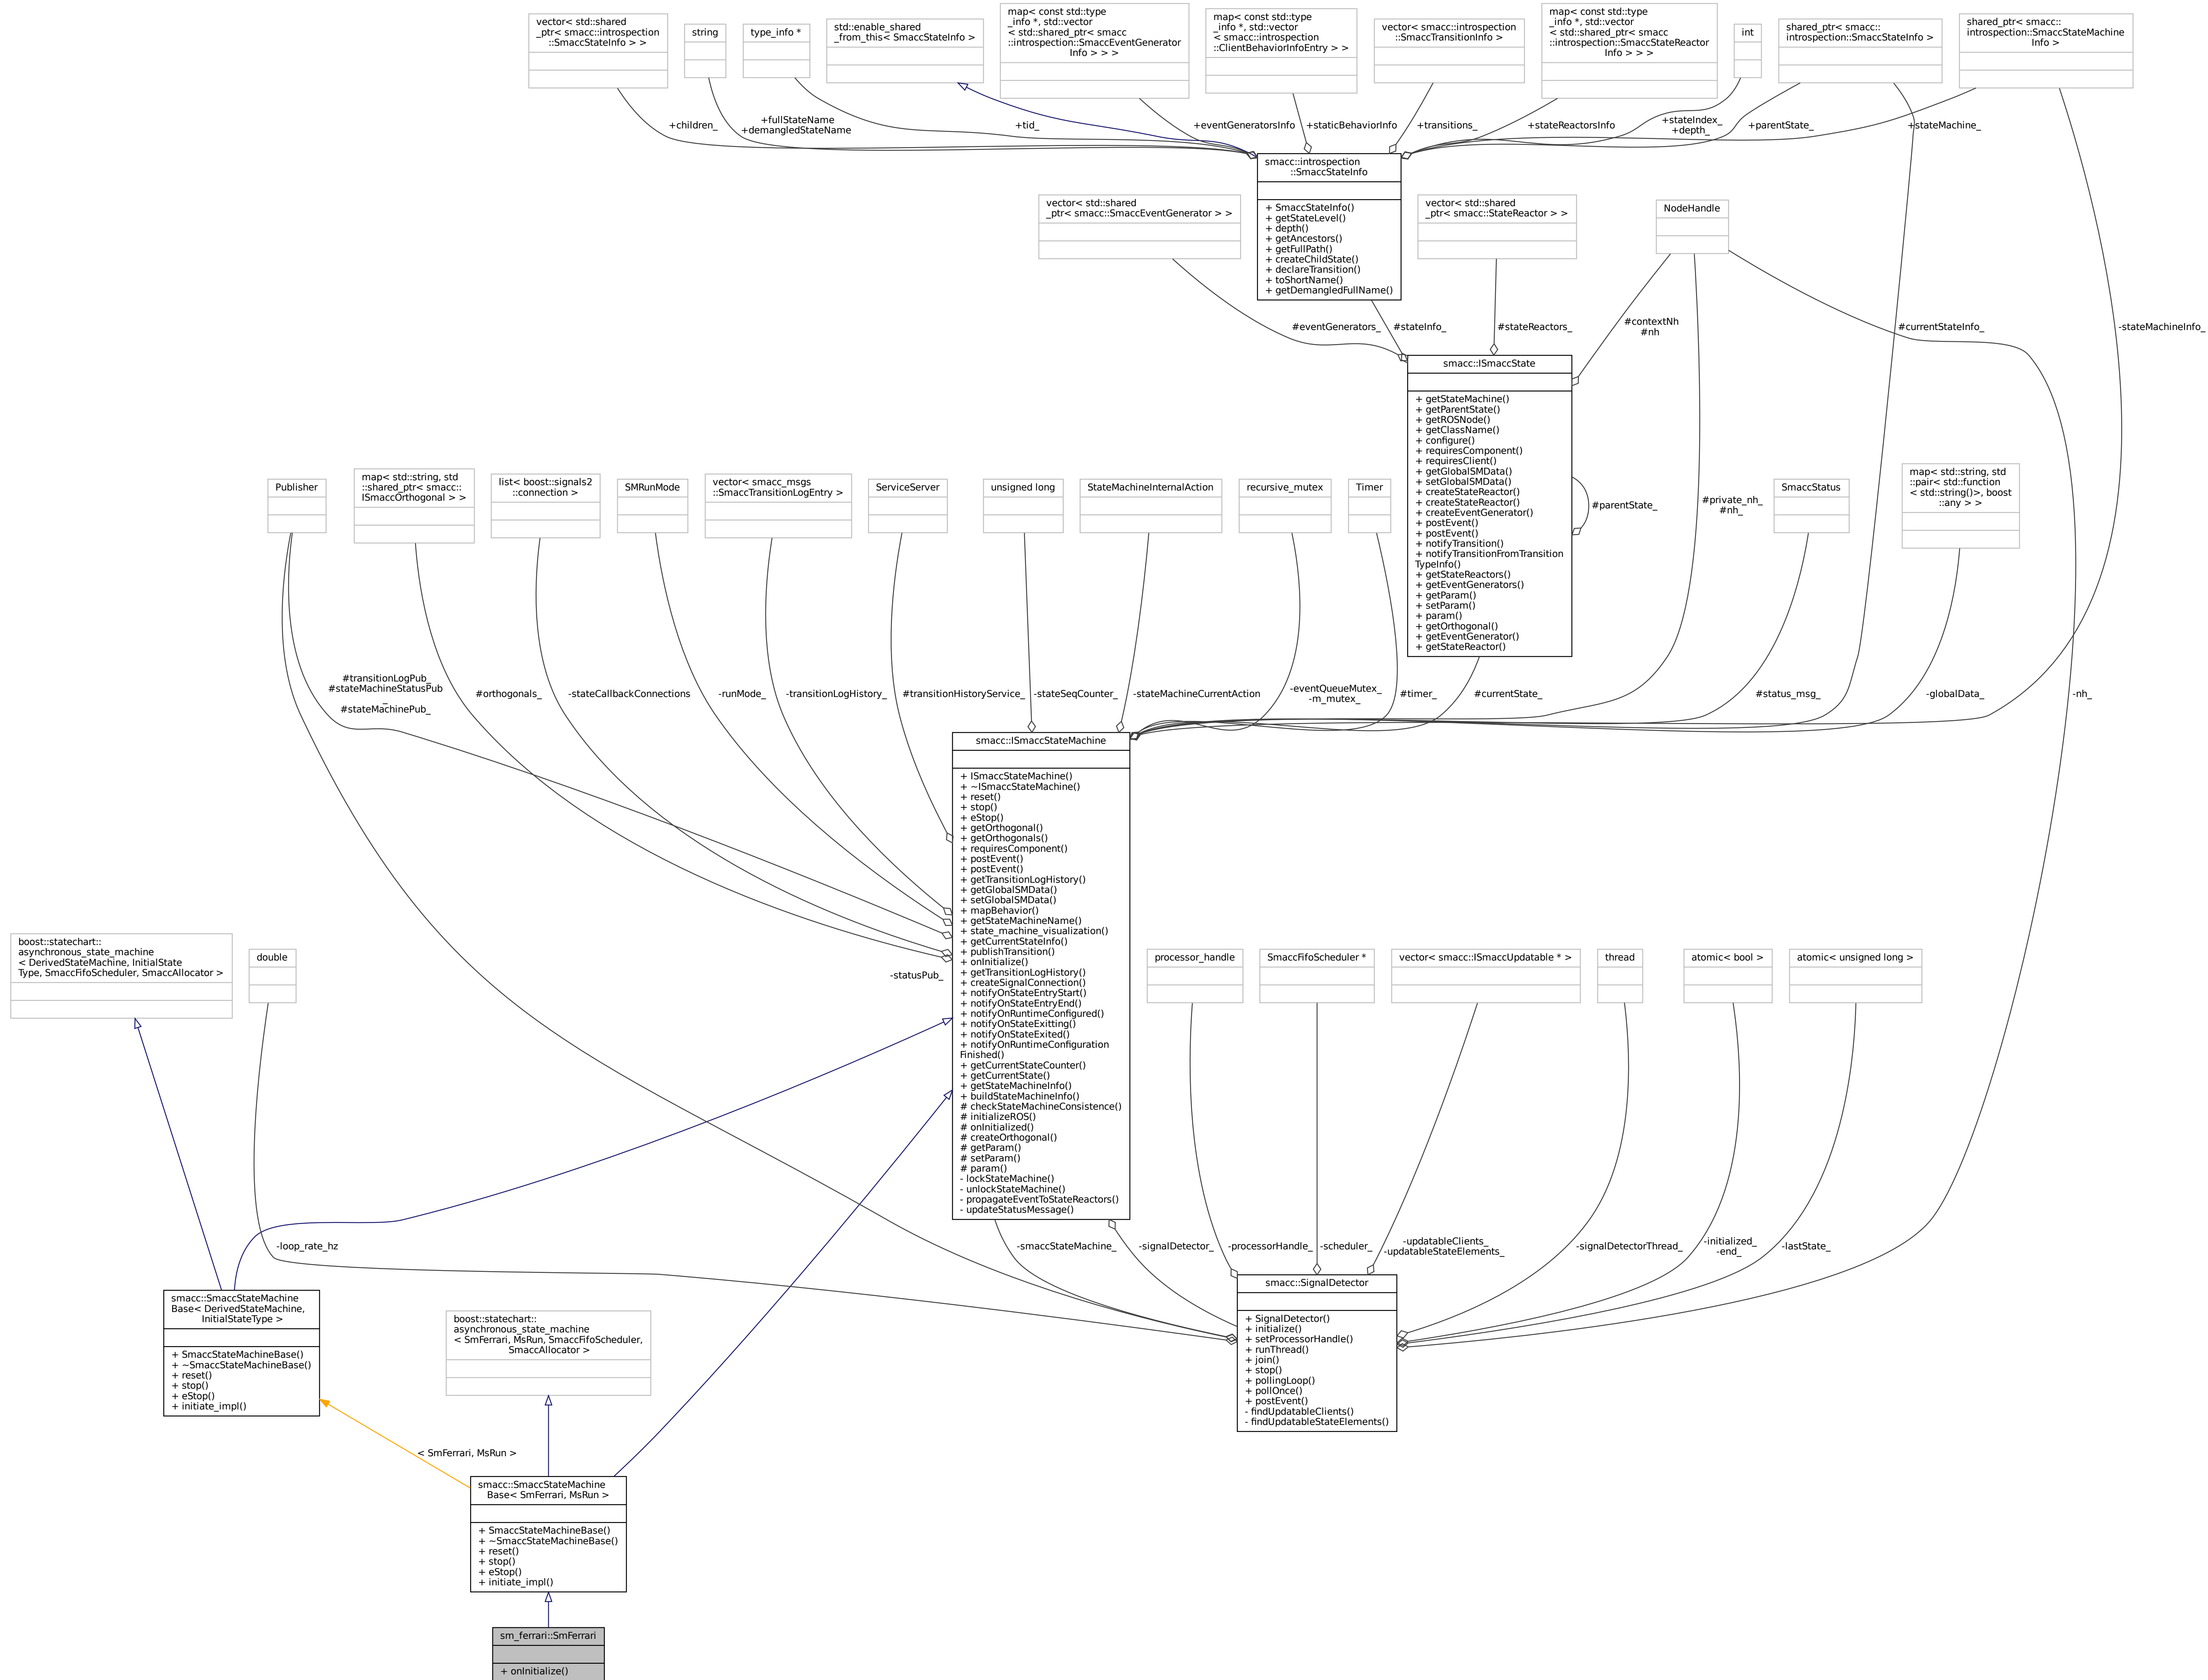 vector< std::shared
_ptr< smacc::introspection
::SmaccStateInfo > >
string
type_info *
std::enable_shared
_from_this< SmaccStateInfo >
map< const std::type
_info *, std::vector
< std::shared_ptr< smacc
::introspection::SmaccEventGenerator
Info > > >
map< const std::type
_info *, std::vector
< smacc::introspection
::ClientBehaviorInfoEntry > >
vector< smacc::introspection
::SmaccTransitionInfo >
map< const std::type
_info *, std::vector
< std::shared_ptr< smacc
::introspection::SmaccStateReactor
Info > > >
int
shared_ptr< smacc::
introspection::SmaccStateInfo >
shared_ptr< smacc::
introspection::SmaccStateMachine
Info >
+children_
+fullStateName
+demangledStateName
+tid_
+eventGeneratorsInfo
+staticBehaviorInfo
+transitions_
+stateReactorsInfo
+stateIndex_
+depth_
+parentState_
+stateMachine_
smacc::introspection
::SmaccStateInfo
+ SmaccStateInfo()
+ getStateLevel()
+ depth()
+ getAncestors()
+ getFullPath()
+ createChildState()
+ declareTransition()
+ toShortName()
+ getDemangledFullName()
vector< std::shared
_ptr< smacc::SmaccEventGenerator > >
vector< std::shared
_ptr< smacc::StateReactor > >
NodeHandle
#eventGenerators_
#stateInfo_
#stateReactors_
#contextNh
#nh
#currentStateInfo_
-stateMachineInfo_
smacc::ISmaccState
+ getStateMachine()
+ getParentState()
+ getROSNode()
+ getClassName()
+ configure()
+ requiresComponent()
+ requiresClient()
+ getGlobalSMData()
+ setGlobalSMData()
+ createStateReactor()
+ createStateReactor()
+ createEventGenerator()
+ postEvent()
+ postEvent()
+ notifyTransition()
+ notifyTransitionFromTransition
TypeInfo()
+ getStateReactors()
+ getEventGenerators()
+ getParam()
+ setParam()
+ param()
+ getOrthogonal()
+ getEventGenerator()
+ getStateReactor()
#parentState_
#private_nh_
#nh_
Publisher
map< std::string, std
::shared_ptr< smacc::
ISmaccOrthogonal > >
list< boost::signals2
::connection >
SMRunMode
vector< smacc_msgs
::SmaccTransitionLogEntry >
ServiceServer
unsigned long
StateMachineInternalAction
recursive_mutex
Timer
SmaccStatus
map< std::string, std
::pair< std::function
< std::string()>, boost
::any > >
#transitionLogPub_
#stateMachineStatusPub
_
#stateMachinePub_
#orthogonals_
-stateCallbackConnections
-runMode_
-transitionLogHistory_
#transitionHistoryService_
-stateSeqCounter_
-stateMachineCurrentAction
-eventQueueMutex_
-m_mutex_
#timer_
#currentState_
#status_msg_
-globalData_
-nh_
smacc::ISmaccStateMachine
+ ISmaccStateMachine()
+ ~ISmaccStateMachine()
+ reset()
+ stop()
+ eStop()
+ getOrthogonal()
+ getOrthogonals()
+ requiresComponent()
+ postEvent()
+ postEvent()
+ getTransitionLogHistory()
+ getGlobalSMData()
+ setGlobalSMData()
+ mapBehavior()
+ getStateMachineName()
+ state_machine_visualization()
+ getCurrentStateInfo()
+ publishTransition()
+ onInitialize()
+ getTransitionLogHistory()
+ createSignalConnection()
+ notifyOnStateEntryStart()
+ notifyOnStateEntryEnd()
+ notifyOnRuntimeConfigured()
+ notifyOnStateExitting()
+ notifyOnStateExited()
+ notifyOnRuntimeConfiguration
Finished()
+ getCurrentStateCounter()
+ getCurrentState()
+ getStateMachineInfo()
+ buildStateMachineInfo()
# checkStateMachineConsistence()
# initializeROS()
# onInitialized()
# createOrthogonal()
# getParam()
# setParam()
# param()
- lockStateMachine()
- unlockStateMachine()
- propagateEventToStateReactors()
- updateStatusMessage()
boost::statechart::
asynchronous_state_machine
< DerivedStateMachine, InitialState
Type, SmaccFifoScheduler, SmaccAllocator >
double
-statusPub_
processor_handle
SmaccFifoScheduler *
vector< smacc::ISmaccUpdatable * >
thread
atomic< bool >
atomic< unsigned long >
-loop_rate_hz
-smaccStateMachine_
-signalDetector_
-processorHandle_
-scheduler_
-updatableClients_
-updatableStateElements_
-signalDetectorThread_
-initialized_
-end_
-lastState_
smacc::SmaccStateMachine
Base< DerivedStateMachine,
InitialStateType >
+ SmaccStateMachineBase()
+ ~SmaccStateMachineBase()
+ reset()
+ stop()
+ eStop()
+ initiate_impl()
boost::statechart::
asynchronous_state_machine
< SmFerrari, MsRun, SmaccFifoScheduler,
SmaccAllocator >
smacc::SignalDetector
+ SignalDetector()
+ initialize()
+ setProcessorHandle()
+ runThread()
+ join()
+ stop()
+ pollingLoop()
+ pollOnce()
+ postEvent()
- findUpdatableClients()
- findUpdatableStateElements()
< SmFerrari, MsRun >
smacc::SmaccStateMachine
Base< SmFerrari, MsRun >
+ SmaccStateMachineBase()
+ ~SmaccStateMachineBase()
+ reset()
+ stop()
+ eStop()
+ initiate_impl()
sm_ferrari::SmFerrari
+ onInitialize()